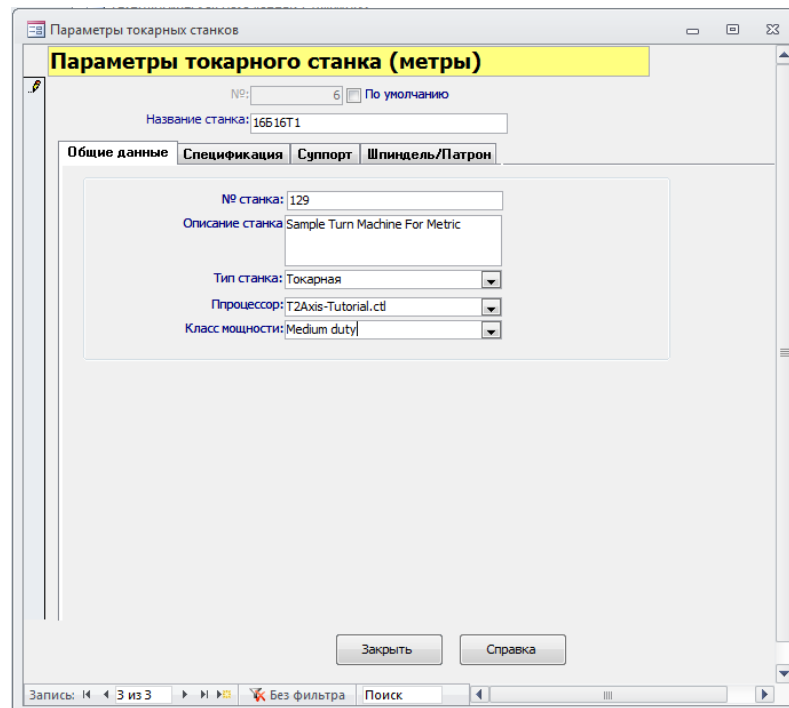 Параметры токарных станков
Параметры токарного станка (метры)
№: 6 По умолчанию
Название станка: 16Б16Т1
Общие данные Спецификация Суппорт Шпиндель/Патрон
№ станка: 129
Описание станка Sample Turn Machine For Metric
Тип станка: Токарная
Ппроцессор: T2Axis-Tutorial.ctl
Класс мощности: Medium duty
Закрыть Справка
Запись: 3 из 3 Без фильтра Поиск